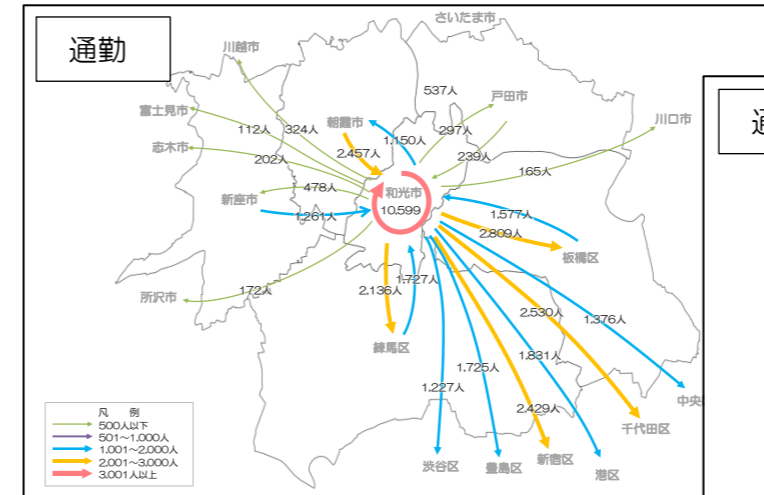 通勤
さいたま市
川越市
537人
戸田市
富士見市
朝霞市
川口市
112人
324人
1,150人
297人
志木市
2,457人
239人
202人
165人
478人
和光市
新座市
10,599
1,261人
1,577人
2,809人
板橋区
172人
1,727人
所沢市
2,136人
2,530人
1,376人
練馬区
1,831人
1,725人
1,227人
中央
2,429人
凡 例
500人以下
501～1,000人
1,001～2,000人
2,001～3,000人
3,001人以上
千代田区
新宿区
渋谷区
豊島区
港区